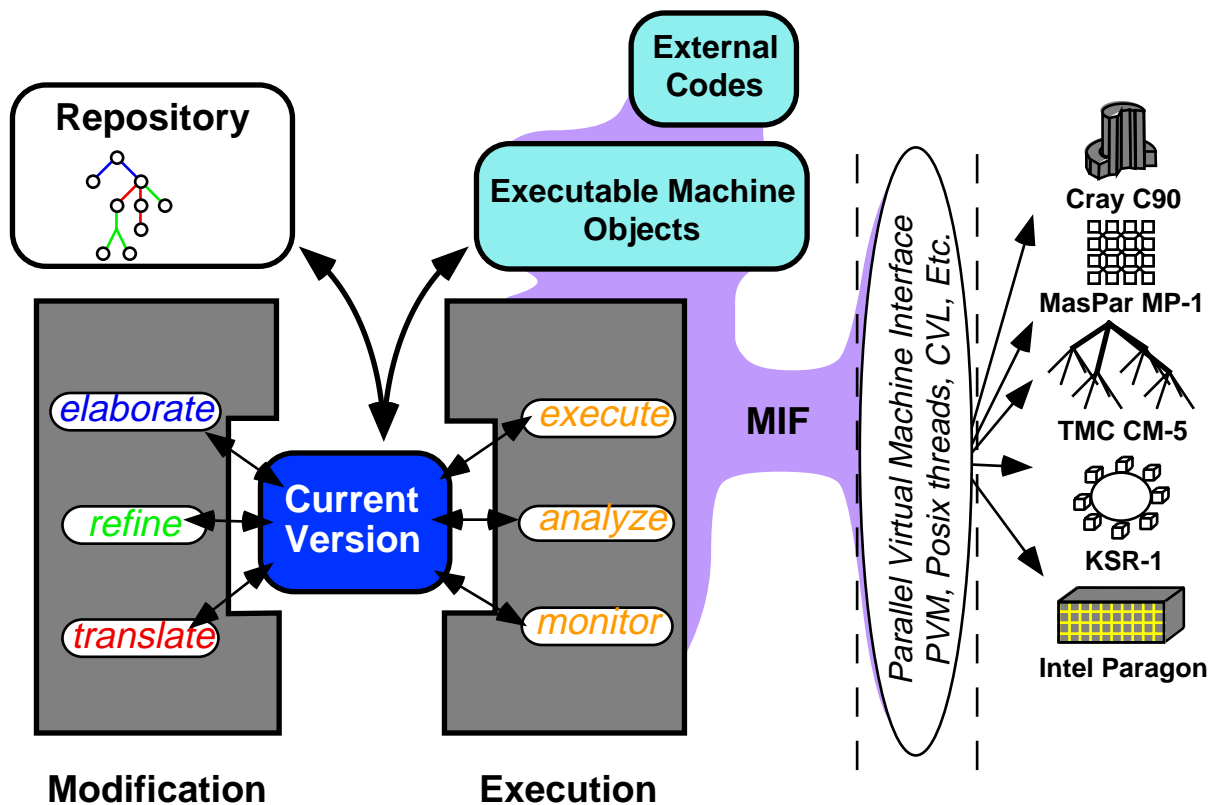 External
Codes
Repository
Executable Machine
Objects
Cray C90
MasPar MP-1
TMC CM-5
KSR-1
Intel Paragon
elaborate
refine
translate
Current
Version
execute
analyze
monitor
MIF
Parallel Virtual Machine Interface
PVM, Posix threads, CVL, Etc.
Modification
Execution